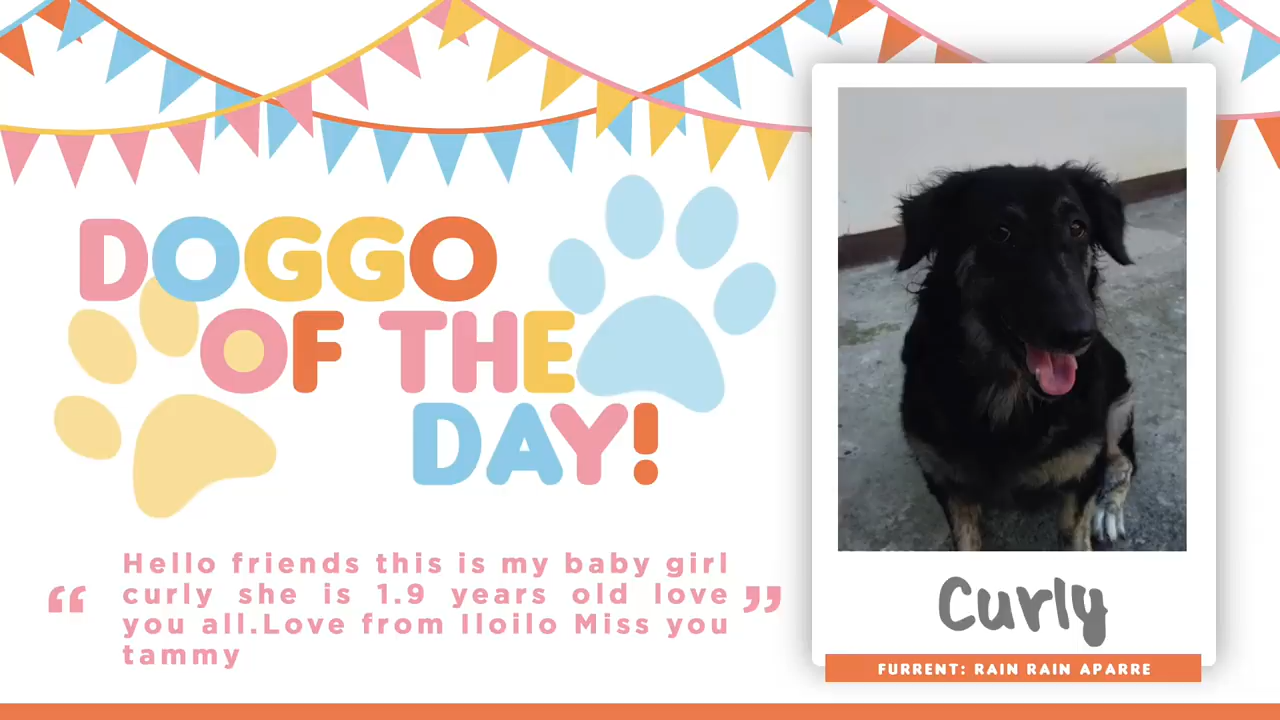 DOGGO
OF THE
DAY!
“ Hello friends this is my baby girl
curly she is 1.9 years old love
you all.Love from Iloilo Miss you
tammy ”
Curly
FURRENT: RAIN RAIN APARRE